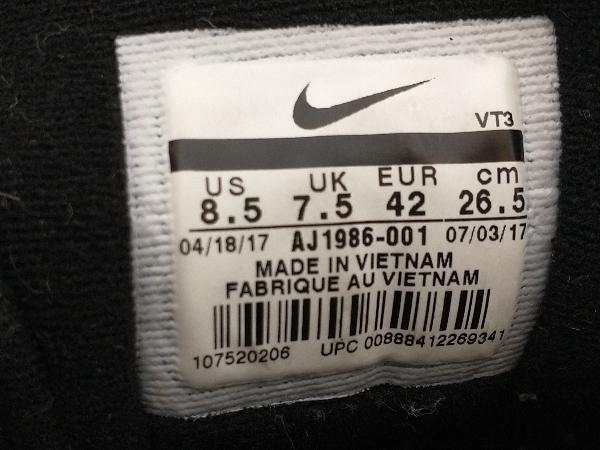 VT3
US UK EUR cm
8.5 7.5 42 26.5
04/18/17 AJ1986-001 07/03/17
MADE IN VIETNAM
FABRIQUE AU VIETNAM
107520206 UPC 00888412269341